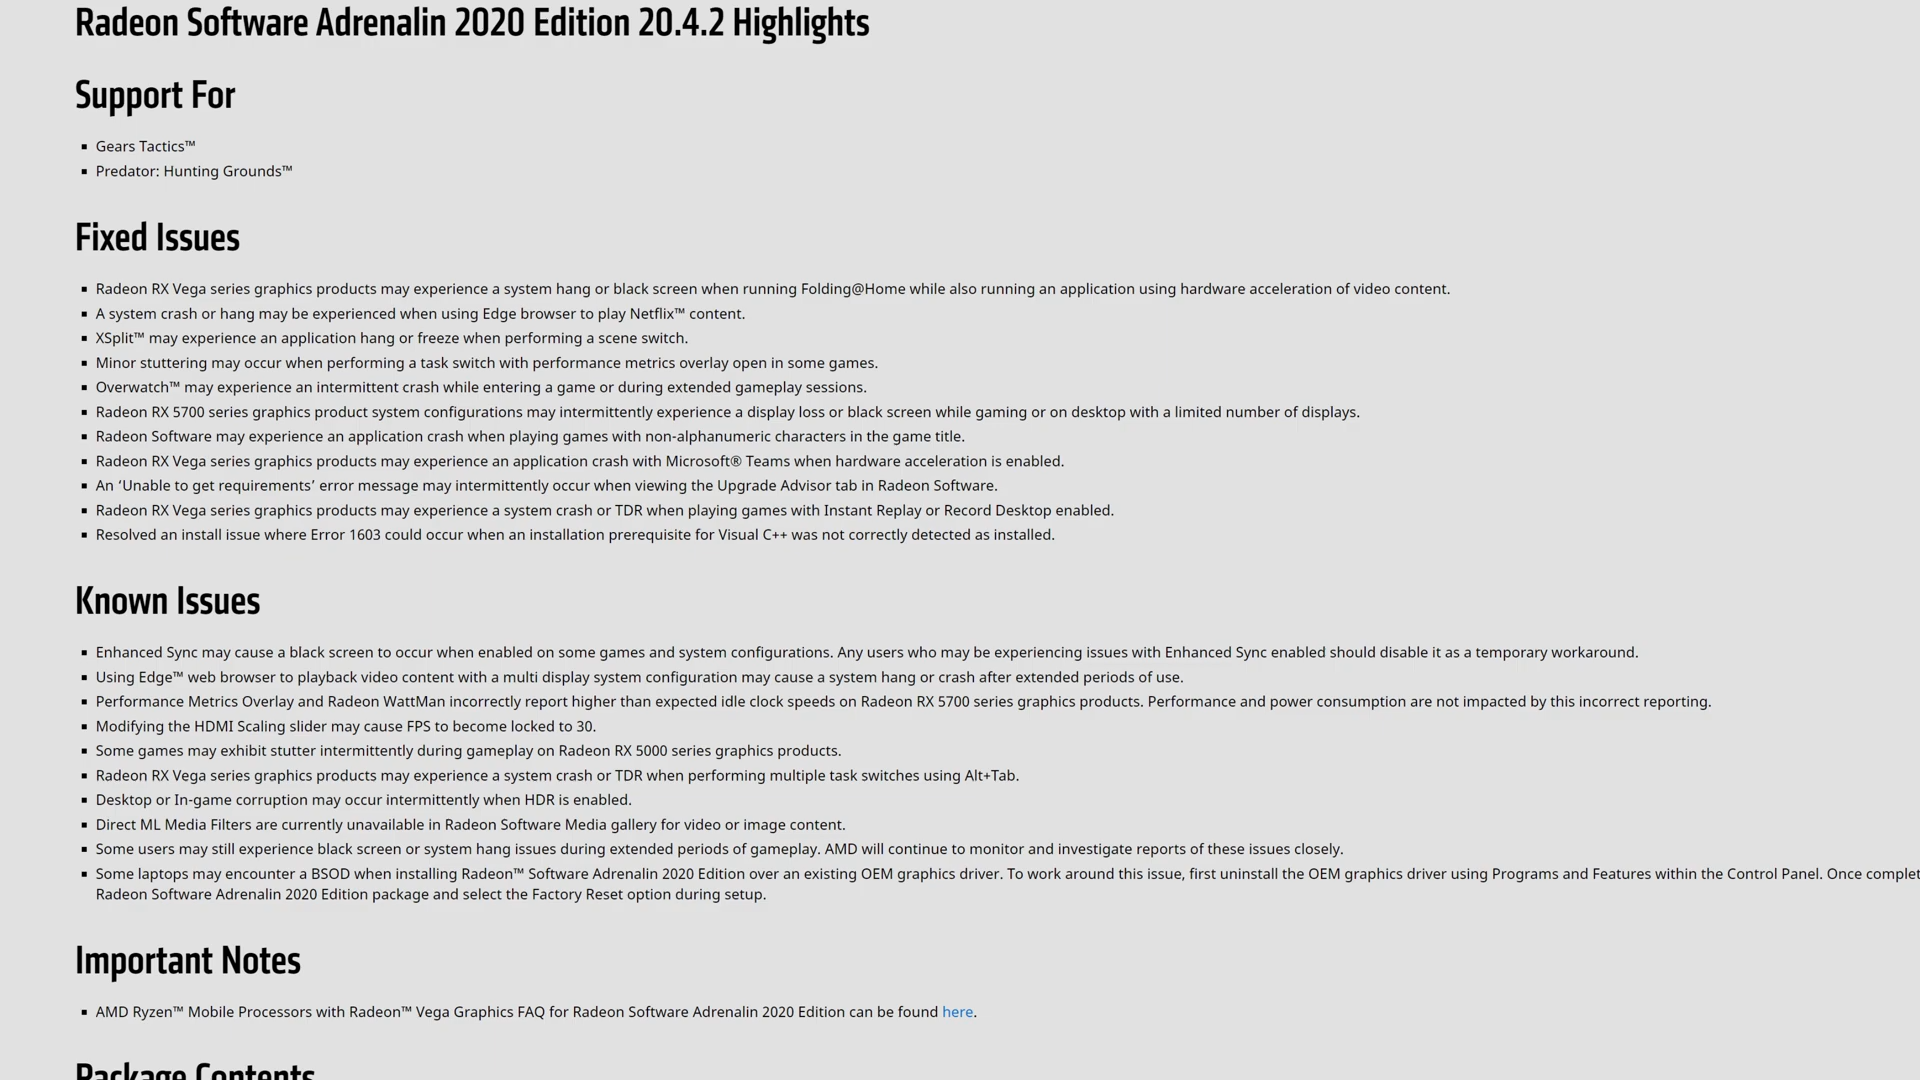 Radeon Software Adrenalin 2020 Edition 20.4.2 Highlights
Support For
Gears Tactics™
Predator: Hunting Grounds™
Fixed Issues
Radeon RX Vega series graphics products may experience a system hang or black screen when running Folding@Home while also running an application using hardware acceleration of video content.
A system crash or hang may be experienced when using Edge browser to play Netflix™ content.
XSplit™ may experience an application hang or freeze when performing a scene switch.
Minor stuttering may occur when performing a task switch with performance metrics overlay open in some games.
Overwatch™ may experience an intermittent crash while entering a game or during extended gameplay sessions.
Radeon RX 5700 series graphics product system configurations may intermittently experience a display loss or black screen while gaming or on desktop with a limited number of displays.
Radeon Software may experience an application crash when playing games with non-alphanumeric characters in the game title.
Radeon RX Vega series graphics products may experience an application crash with Microsoft® Teams when hardware acceleration is enabled.
An ‘Unable to get requirements’ error message may intermittently occur when viewing the Upgrade Advisor tab in Radeon Software.
Radeon RX Vega series graphics products may experience a system crash or TDR when playing games with Instant Replay or Record Desktop enabled.
Resolved an install issue where Error 1603 could occur when an installation prerequisite for Visual C++ was not correctly detected as installed.
Known Issues
Enhanced Sync may cause a black screen to occur when enabled on some games and system configurations. Any users who may be experiencing issues with Enhanced Sync enabled should disable it as a temporary workaround.
Using Edge™ web browser to playback video content with a multi display system configuration may cause a system hang or crash after extended periods of use.
Performance Metrics Overlay and Radeon WattMan incorrectly report higher than expected idle clock speeds on Radeon RX 5700 series graphics products. Performance and power consumption are not impacted by this incorrect reporting.
Modifying the HDMI Scaling slider may cause FPS to become locked to 30.
Some games may exhibit stutter intermittently during gameplay on Radeon RX 5000 series graphics products.
Radeon RX Vega series graphics products may experience a system crash or TDR when performing multiple task switches using Alt+Tab.
Desktop or In-game corruption may occur intermittently when HDR is enabled.
Direct ML Media Filters are currently unavailable in Radeon Software Media gallery for video or image content.
Some users may still experience black screen or system hang issues during extended periods of gameplay. AMD will continue to monitor and investigate reports of these issues closely.
Some laptops may encounter a BSOD when installing Radeon™ Software Adrenalin 2020 Edition over an existing OEM graphics driver. To work around this issue, first uninstall the OEM graphics driver using Programs and Features within the Control Panel. Once complet
Radeon Software Adrenalin 2020 Edition package and select the Factory Reset option during setup.
Important Notes
AMD Ryzen™ Mobile Processors with Radeon™ Vega Graphics FAQ for Radeon Software Adrenalin 2020 Edition can be found here.
Package Contents